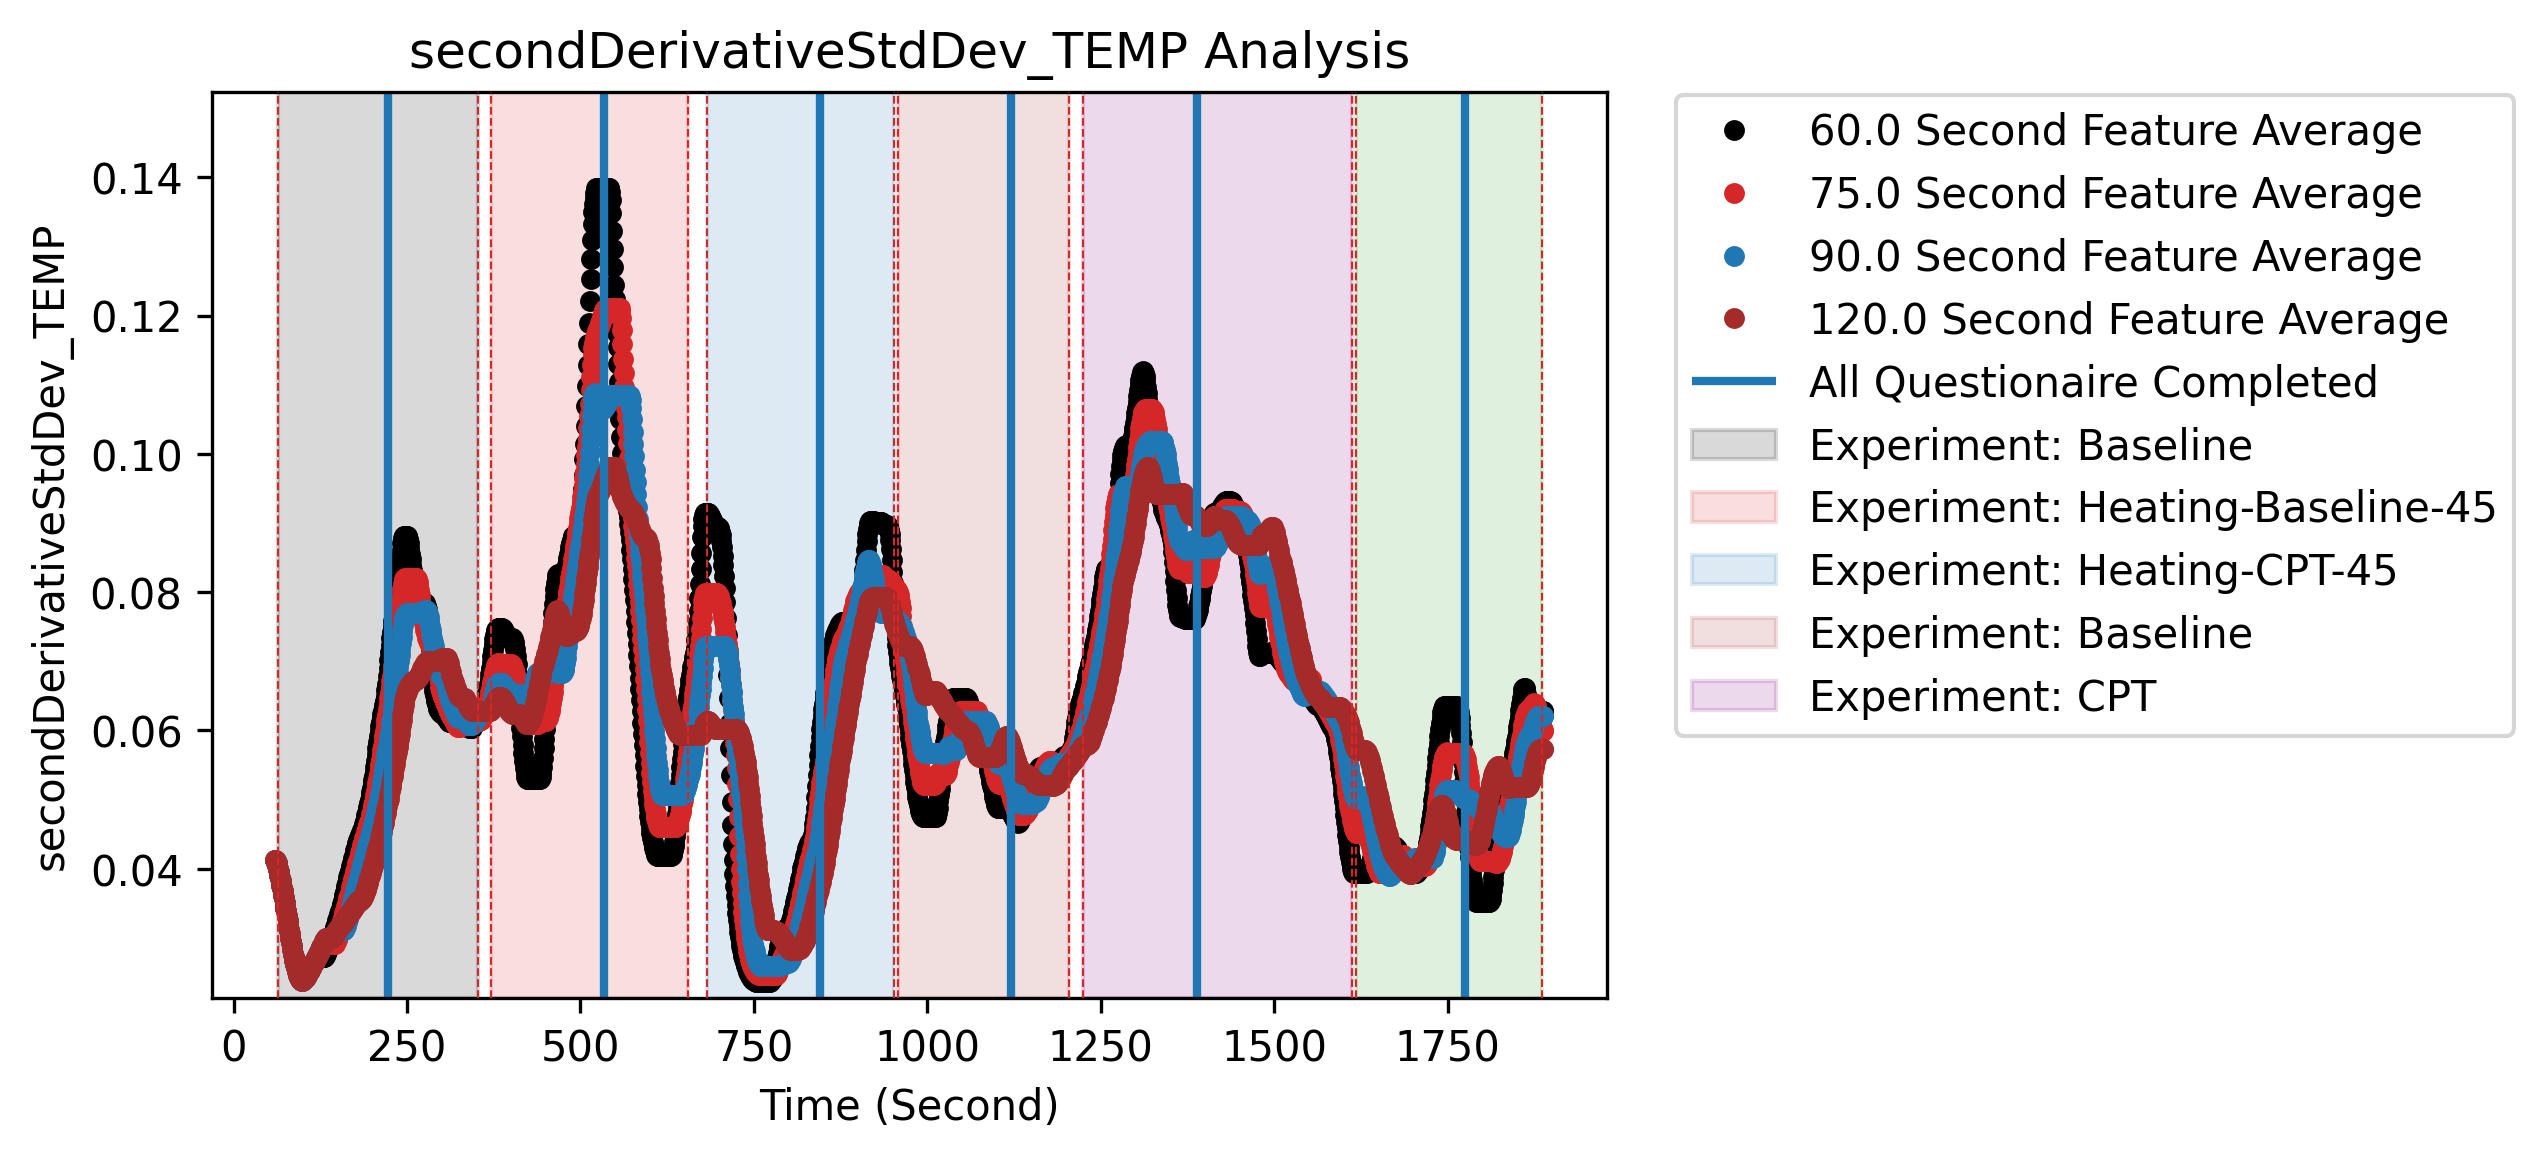 secondDerivativeStdDev_TEMP Analysis
secondDerivativeStdDev_TEMP
0.14
0.12
0.10
0.08
0.06
0.04
0 250 500 750 1000 1250 1500 1750
Time (Second)
60.0 Second Feature Average
75.0 Second Feature Average
90.0 Second Feature Average
120.0 Second Feature Average
All Questionaire Completed
Experiment: Baseline
Experiment: Heating-Baseline-45
Experiment: Heating-CPT-45
Experiment: Baseline
Experiment: CPT